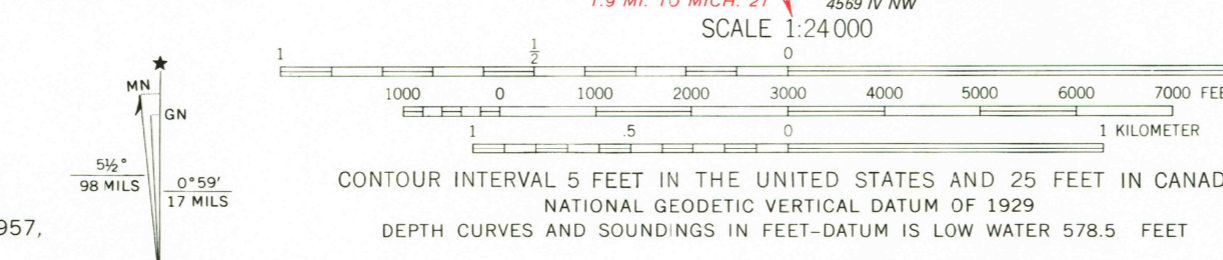 1.9 MI. TO MICH. 21
4569 IV NW
SCALE 1:24 000
1 ½ 0
1000 0 1000 2000 3000 4000 5000 6000 7000
1 .5 0 1 KILOMETER
MN
GN
5½°
98 MILS
0°59′
17 MILS
CONTOUR INTERVAL 5 FEET IN THE UNITED STATES AND 25 FEET IN
NATIONAL GEODETIC VERTICAL DATUM OF 1929
DEPTH CURVES AND SOUNDINGS IN FEET–DATUM IS LOW WATER 578.5 FEET
957,